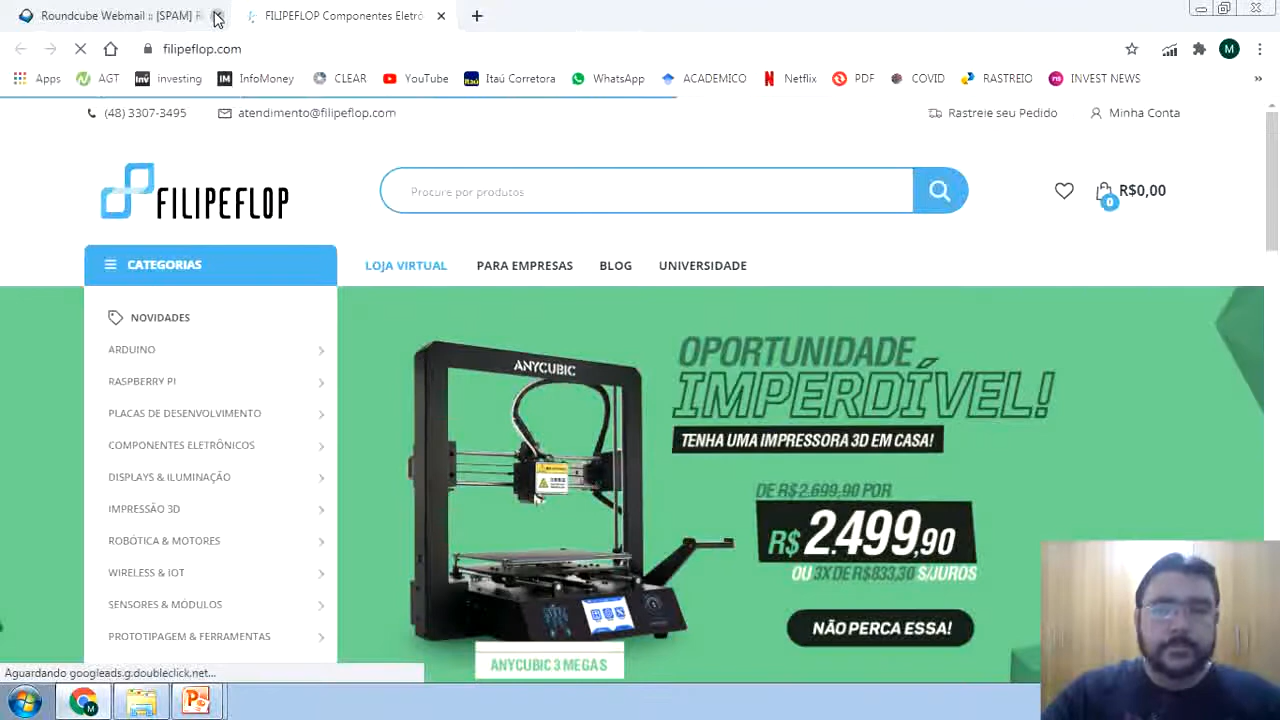 Roundcube Webmail :: [SPAM] R
FILIPEFLOP Componentes Eletrô
filipeflop.com
M
Apps
AGT
investing
InfoMoney
CLEAR
YouTube
Itaú Corretora
WhatsApp
ACADEMICO
Netflix
PDF
COVID
RASTREIO
INVEST NEWS
(48) 3307-3495
atendimento@filipeflop.com
Rastreie seu Pedido
Minha Conta
FILIPEFLOP
Procure por produtos
0
R$0,00
CATEGORIAS
LOJA VIRTUAL
PARA EMPRESAS
BLOG
UNIVERSIDADE
NOVIDADES
ARDUINO
RASPBERRY PI
PLACAS DE DESENVOLVIMENTO
COMPONENTES ELETRÔNICOS
DISPLAYS & ILUMINAÇÃO
IMPRESSÃO 3D
ROBÓTICA & MOTORES
WIRELESS & IOT
SENSORES & MÓDULOS
PROTOTIPAGEM & FERRAMENTAS
ANYCUBIC
OPORTUNIDADE
IMPERDÍVEL!
TENHA UMA IMPRESSORA 3D EM CASA!
DE R$2.699,90 POR
R$ 2.499,90
OU 3X DE R$833,30 S/JUROS
NÃO PERCA ESSA!
ANYCUBIC 3 MEGA S
Aguardando googleads.g.doubleclick.net...